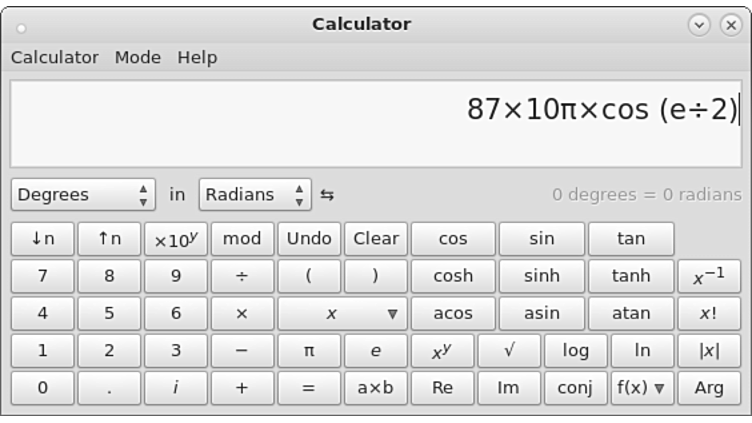 Calculator
Calculator Mode Help
87×10π×cos (e÷2)
Degrees in Radians ⇆ 0 degrees = 0 radians
↓n ↑n ×10ʸ mod Undo Clear cos sin tan
7 8 9 ÷ ( ) cosh sinh tanh x⁻¹
4 5 6 × x acos asin atan x!
1 2 3 − π e xʸ √ log ln |x|
0 . i + = a×b Re Im conj f(x) Arg